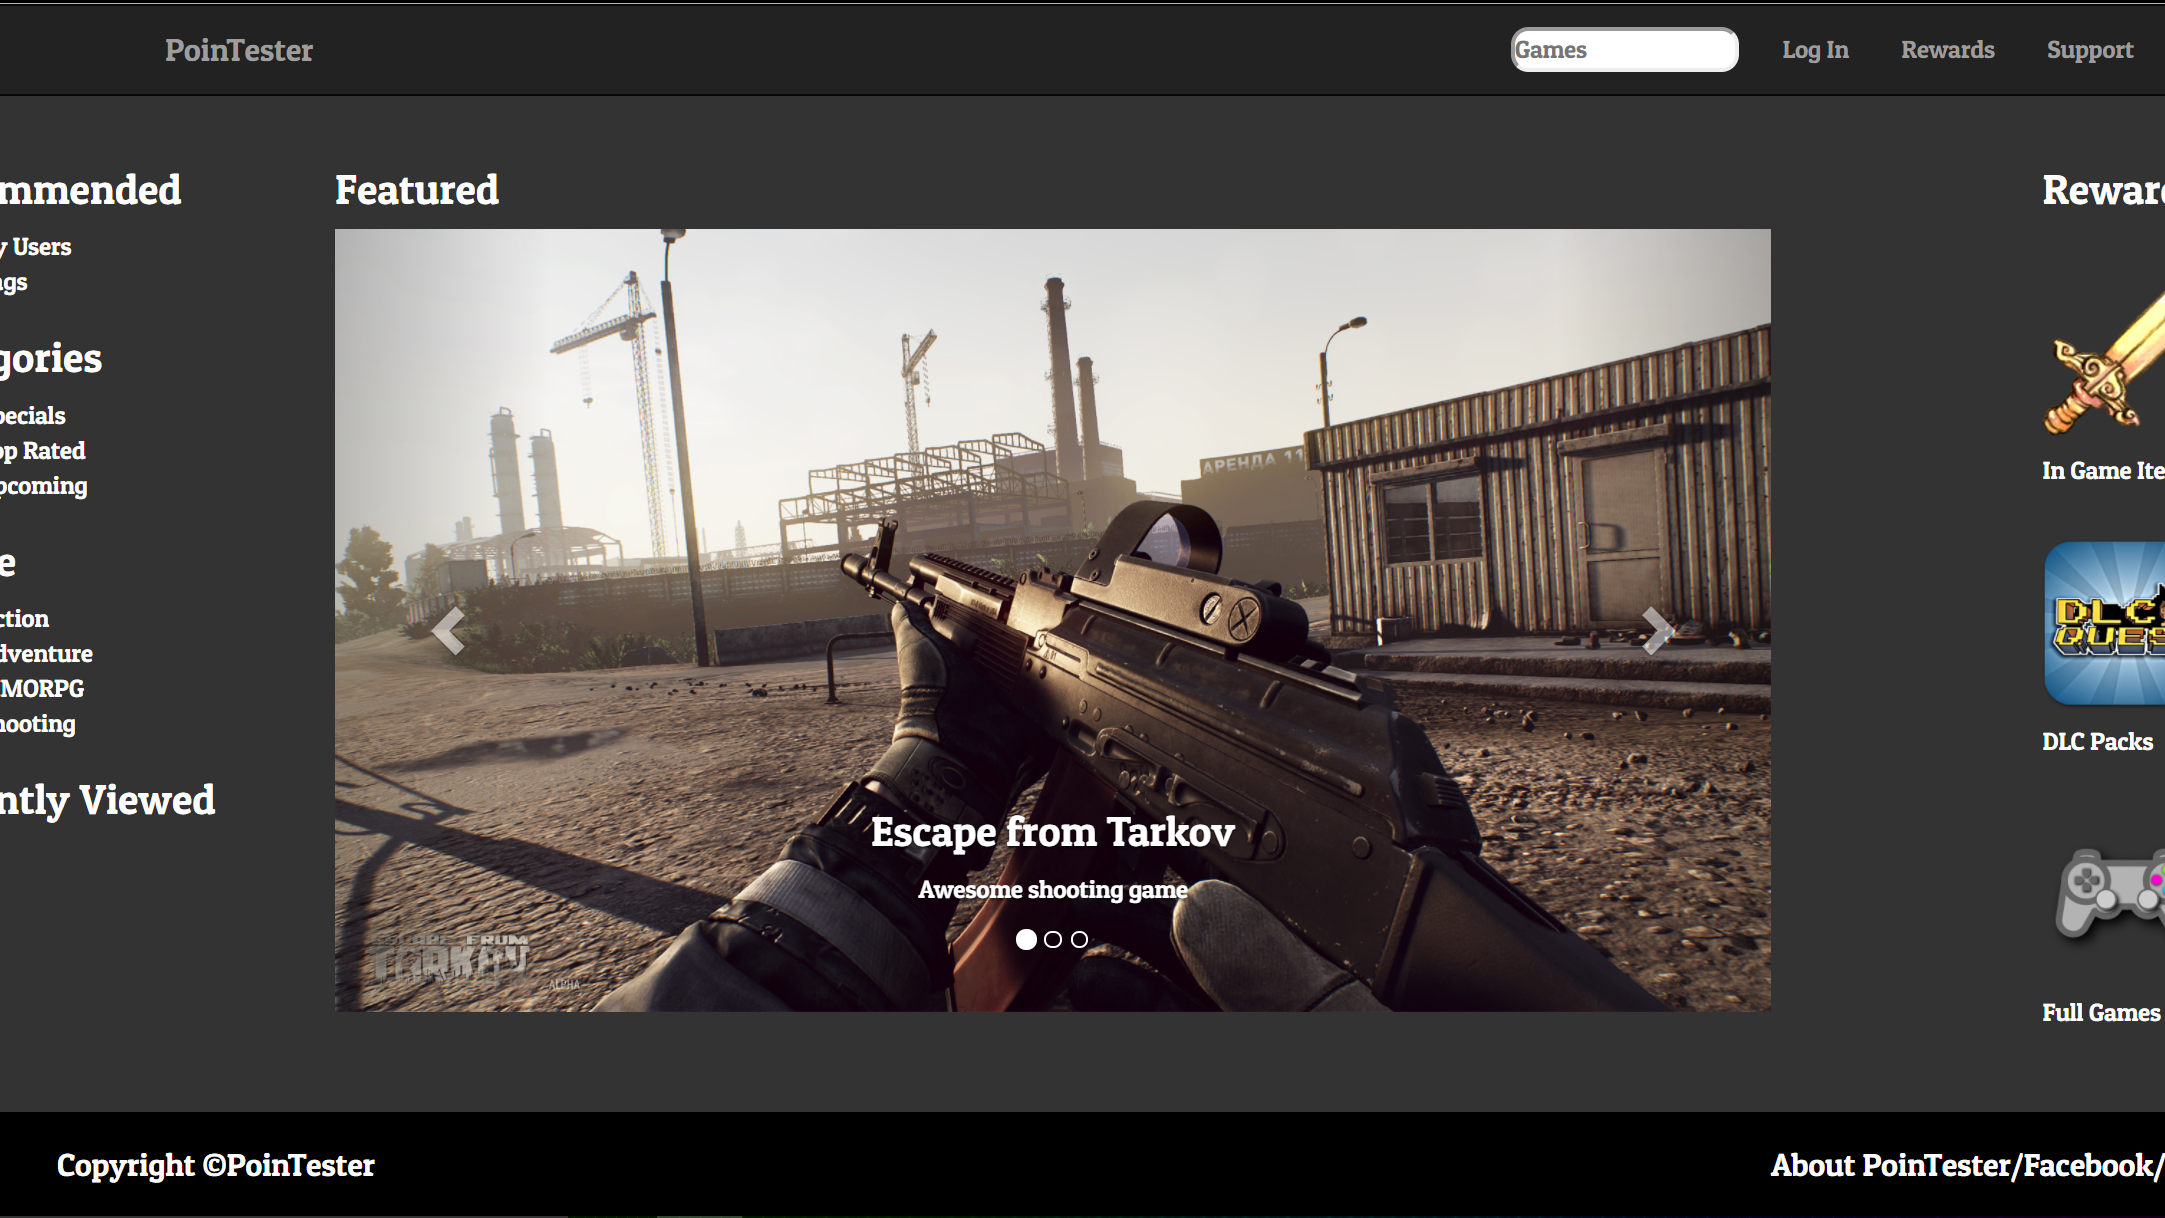 PoinTester
Games
Log In
Rewards
Support
mmended
y Users
ags
gories
pecials
op Rated
pcoming
e
ction
dventure
MORPG
hooting
ntly Viewed
Featured
АРЕНДА 11
Escape from Tarkov
Awesome shooting game
ESCAPE FROM
TARKOV
ALPHA
Rewar
In Game Ite
DLC
QUES
DLC Packs
Full Games
Copyright ©PoinTester
About PoinTester/Facebook/